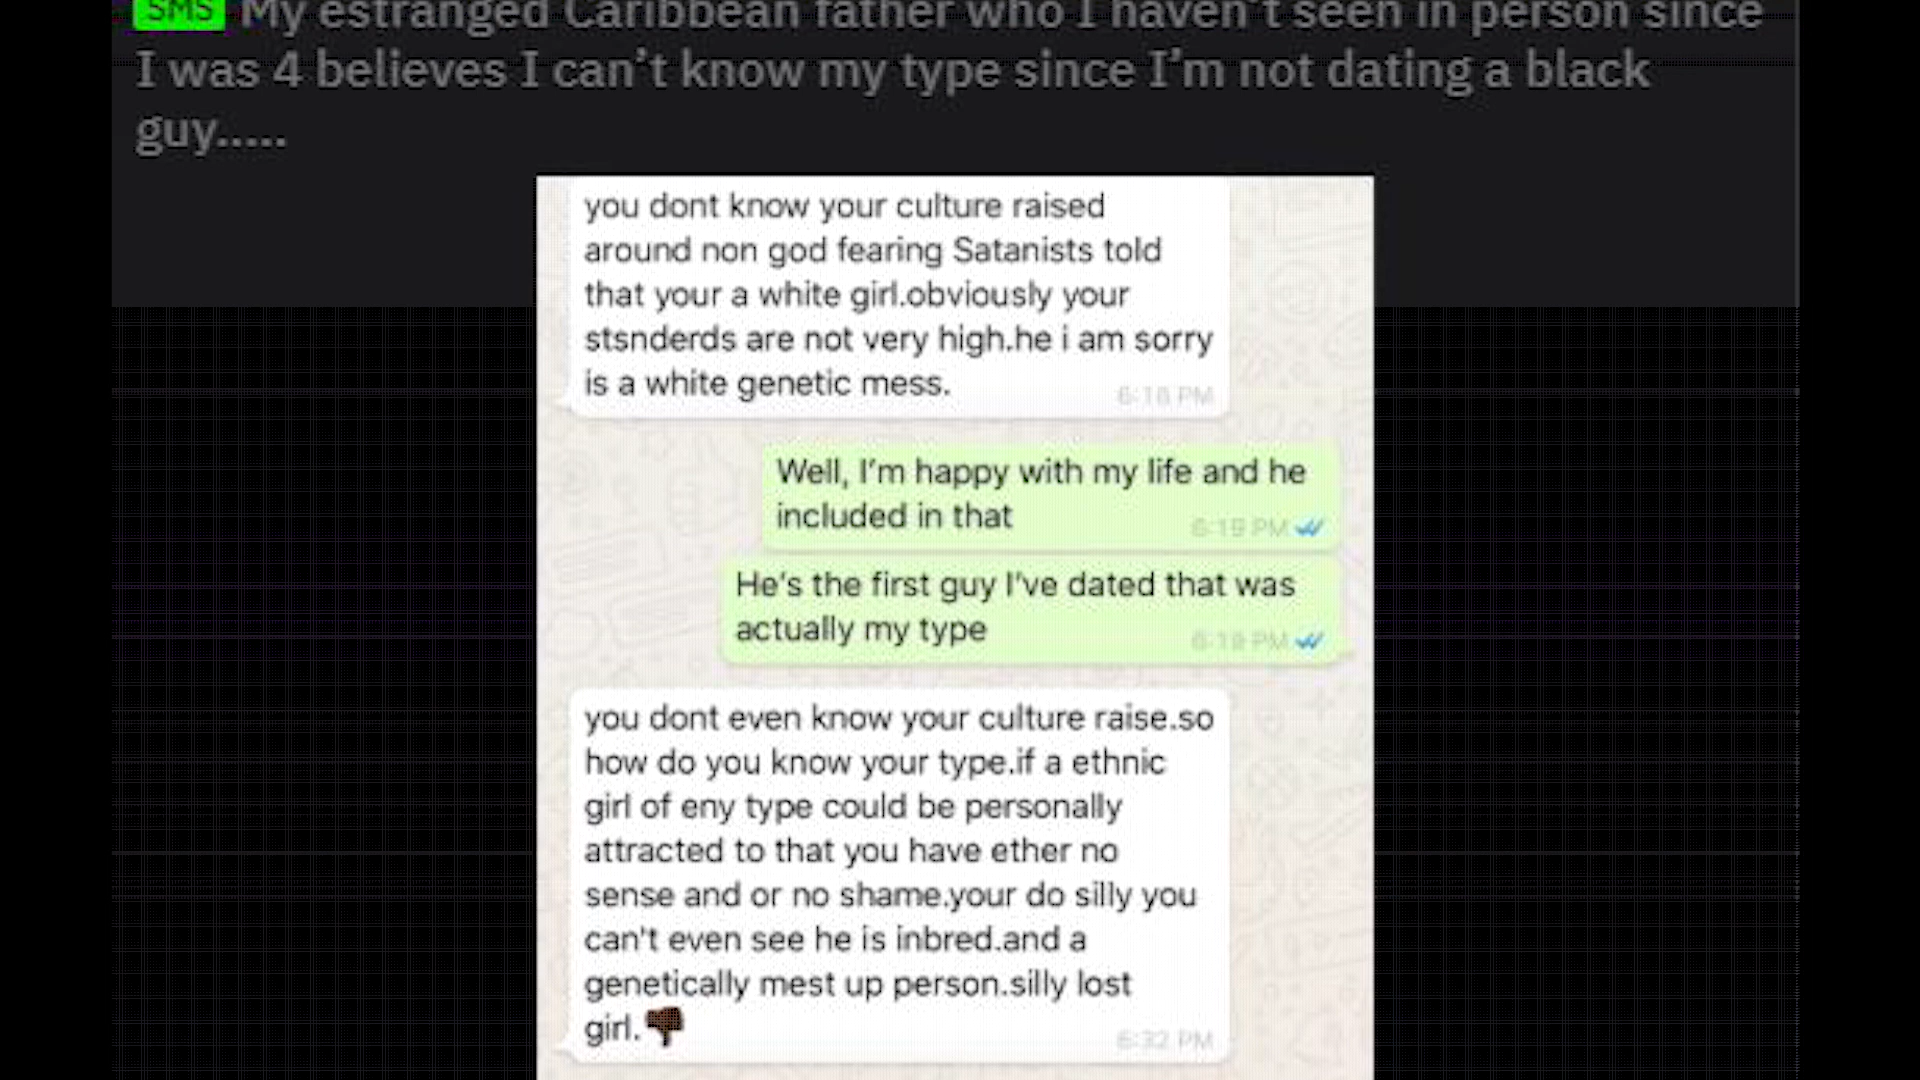 SMS My estranged Caribbean father who I haven't seen in person since
I was 4 believes I can't know my type since I'm not dating a black
guy.....
you dont know your culture raised
around non god fearing Satanists told
that your a white girl.obviously your
stsnderds are not very high.he i am sorry
is a white genetic mess.
6:18 PM
Well, I'm happy with my life and he
included in that
6:19 PM
He's the first guy I've dated that was
actually my type
6:19 PM
you dont even know your culture raise.so
how do you know your type.if a ethnic
girl of eny type could be personally
attracted to that you have ether no
sense and or no shame.your do silly you
can't even see he is inbred.and a
genetically mest up person.silly lost
girl.👎🏿
6:32 PM